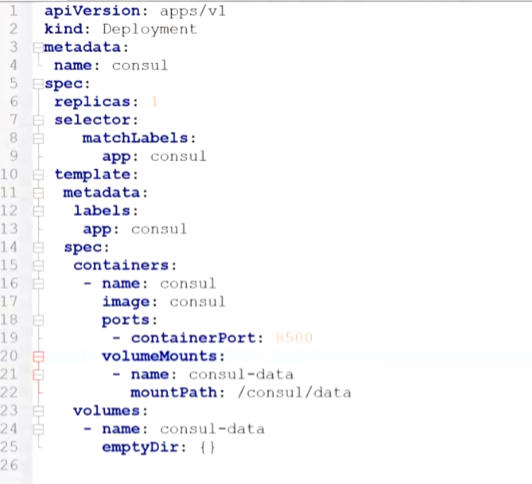 1 apiVersion: apps/v1
2 kind: Deployment
3 metadata:
4  name: consul
5 spec:
6  replicas: 1
7  selector:
8     matchLabels:
9       app: consul
10  template:
11   metadata:
12    labels:
13     app: consul
14   spec:
15    containers:
16     - name: consul
17       image: consul
18       ports:
19        - containerPort: 8500
20       volumeMounts:
21        - name: consul-data
22          mountPath: /consul/data
23    volumes:
24     - name: consul-data
25       emptyDir: {}
26